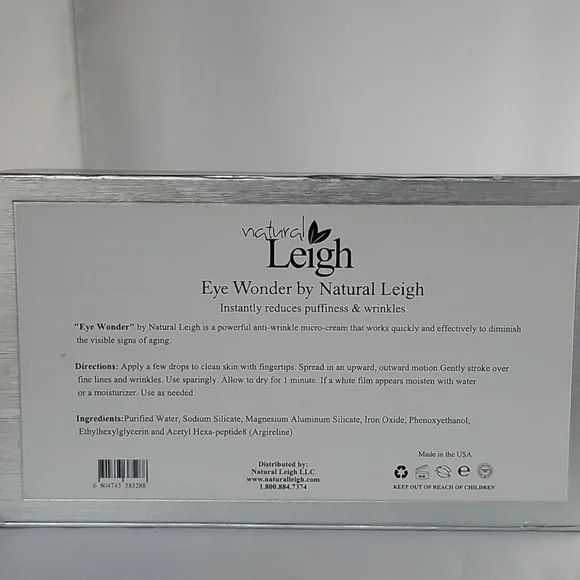 natural
Leigh
Eye Wonder by Natural Leigh
Instantly reduces puffiness & wrinkles
"Eye Wonder" by Natural Leigh is a powerful anti-wrinkle micro-cream that works quickly and effectively to diminish
the visible signs of aging.
Directions: Apply a few drops to clean skin with fingertips. Spread in an upward, outward motion.Gently stroke over
fine lines and wrinkles. Use sparingly. Allow to dry for 1 minute. If a white film appears moisten with water
or a moisturizer. Use as needed.
Ingredients:Purified Water, Sodium Silicate, Magnesium Aluminum Silicate, Iron Oxide, Phenoxyethanol,
Ethylhexylglycerin and Acetyl Hexa-peptide8 (Argireline).
6 804743 385288
Distributed by:
Natural Leigh LLC
www.naturalleigh.com
1.800.884.7374
Made in the USA
KEEP OUT OF REACH OF CHILDREN